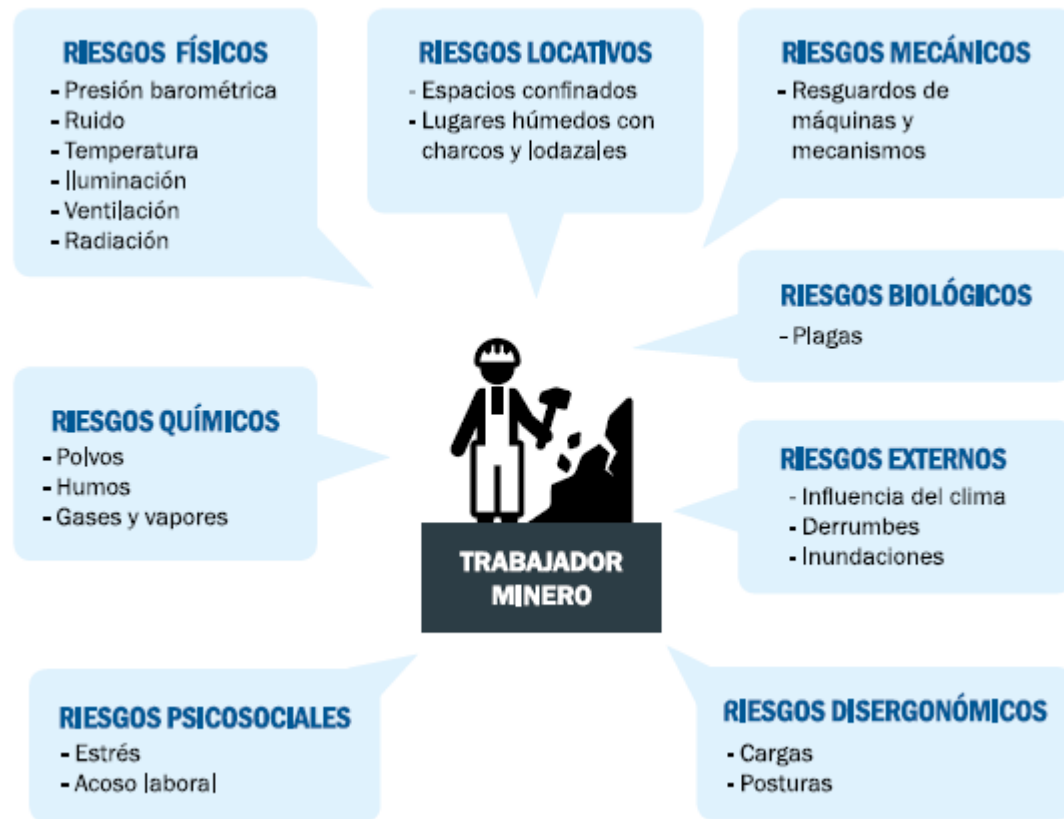 RIESGOS FÍSICOS
- Presión barométrica
- Ruido
- Temperatura
- Iluminación
- Ventilación
- Radiación
RIESGOS LOCATIVOS
- Espacios confinados
- Lugares húmedos con
charcos y lodazales
RIESGOS MECÁNICOS
- Resguardos de
máquinas y
mecanismos
RIESGOS BIOLÓGICOS
- Plagas
RIESGOS QUÍMICOS
- Polvos
- Humos
- Gases y vapores
RIESGOS EXTERNOS
- Influencia del clima
- Derrumbes
- Inundaciones
TRABAJADOR
MINERO
RIESGOS PSICOSOCIALES
- Estrés
- Acoso laboral
RIESGOS DISERGONÓMICOS
- Cargas
- Posturas